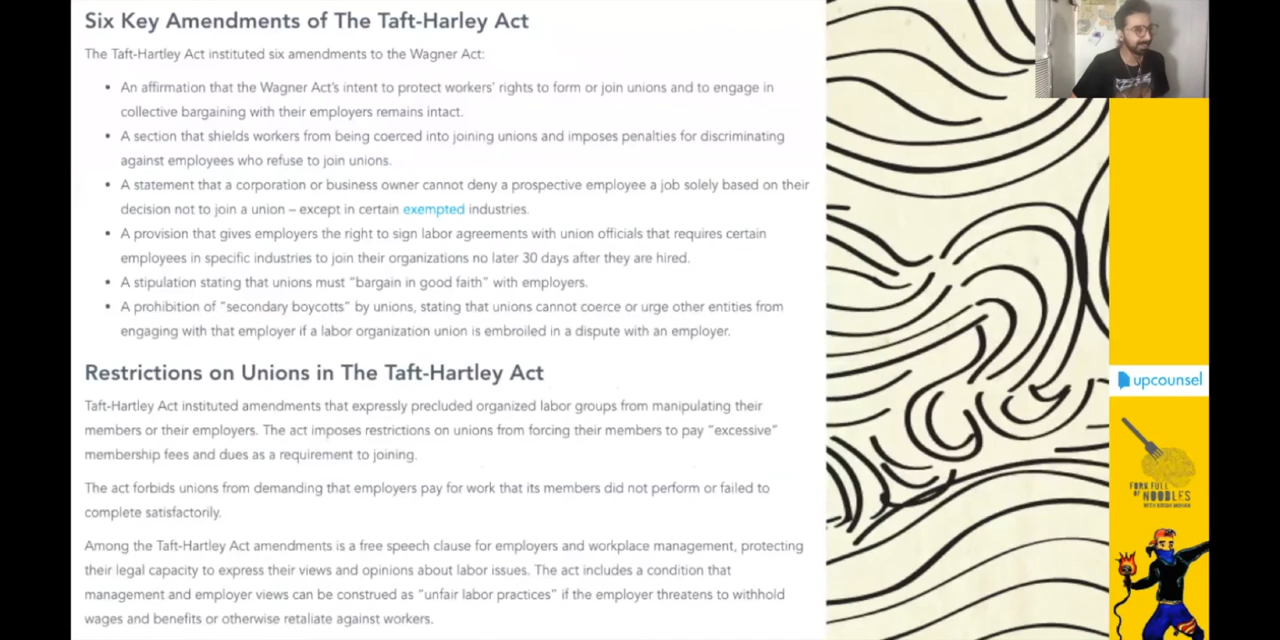 Six Key Amendments of The Taft-Harley Act
The Taft-Hartley Act instituted six amendments to the Wagner Act:
• An affirmation that the Wagner Act's intent to protect workers' rights to form or join unions and to engage in
collective bargaining with their employers remains intact.
• A section that shields workers from being coerced into joining unions and imposes penalties for discriminating
against employees who refuse to join unions.
• A statement that a corporation or business owner cannot deny a prospective employee a job solely based on their
decision not to join a union – except in certain exempted industries.
• A provision that gives employers the right to sign labor agreements with union officials that requires certain
employees in specific industries to join their organizations no later 30 days after they are hired.
• A stipulation stating that unions must "bargain in good faith" with employers.
• A prohibition of "secondary boycotts" by unions, stating that unions cannot coerce or urge other entities from
engaging with that employer if a labor organization union is embroiled in a dispute with an employer.
Restrictions on Unions in The Taft-Hartley Act
Taft-Hartley Act instituted amendments that expressly precluded organized labor groups from manipulating their
members or their employers. The act imposes restrictions on unions from forcing their members to pay "excessive"
membership fees and dues as a requirement to joining.
The act forbids unions from demanding that employers pay for work that its members did not perform or failed to
complete satisfactorily.
Among the Taft-Hartley Act amendments is a free speech clause for employers and workplace management, protecting
their legal capacity to express their views and opinions about labor issues. The act includes a condition that
management and employer views can be construed as "unfair labor practices" if the employer threatens to withhold
wages and benefits or otherwise retaliate against workers.
upcounsel
FORK FULL
OF NOODLES
WITH KRISH MOHAN